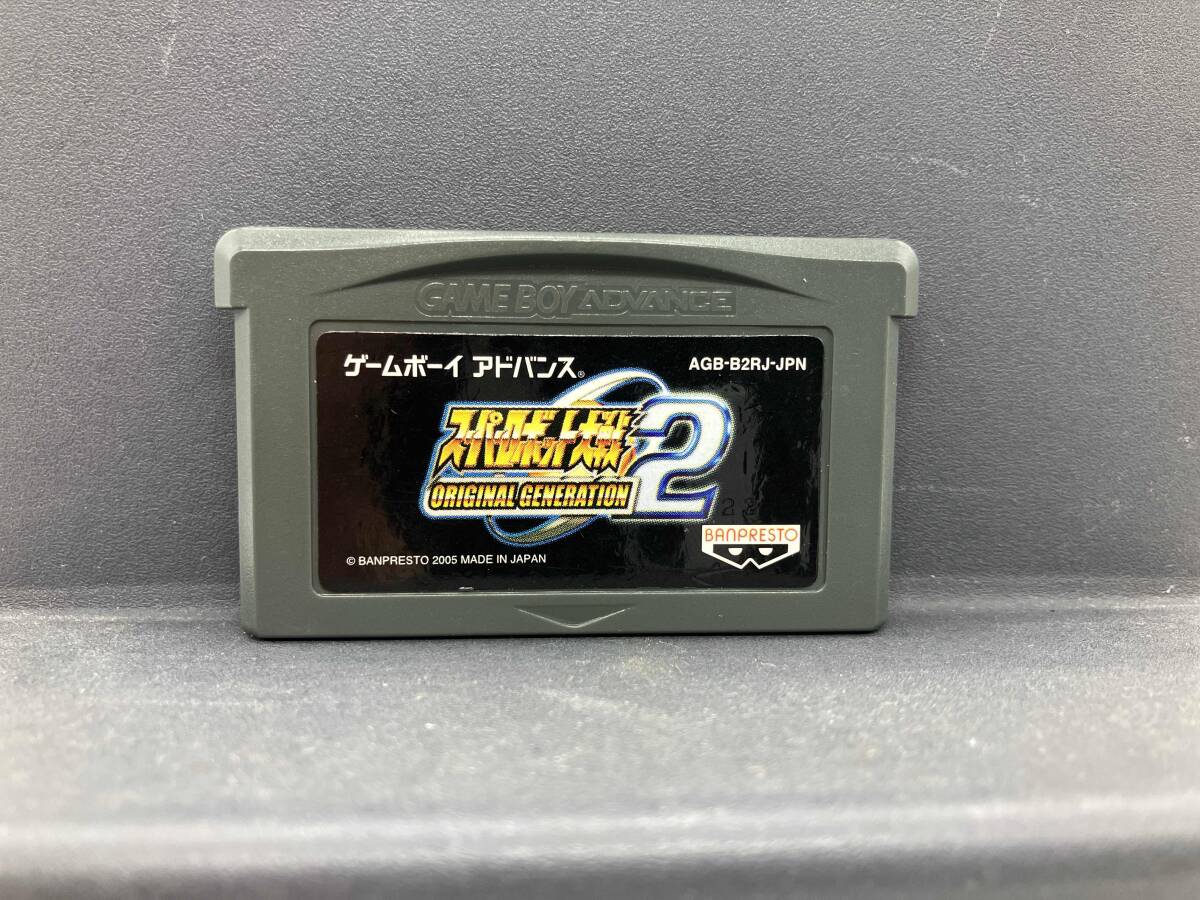 GAME BOY ADVANCE
ゲームボーイ アドバンス®
AGB-B2RJ-JPN
スーパーロボット大戦
ORIGINAL GENERATION 2
BANPRESTO
© BANPRESTO 2005 MADE IN JAPAN